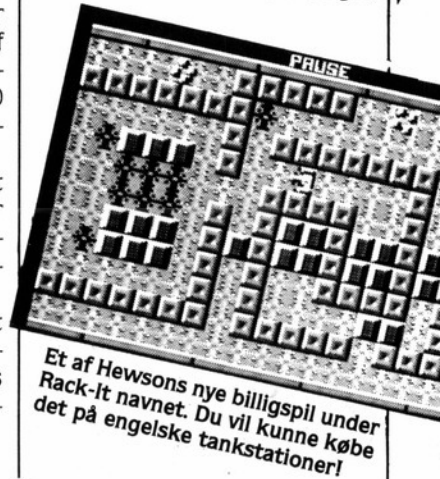 PAUSE
Et af Hewsons nye billigspil under
Rack-It navnet. Du vil kunne købe
det på engelske tankstationer!